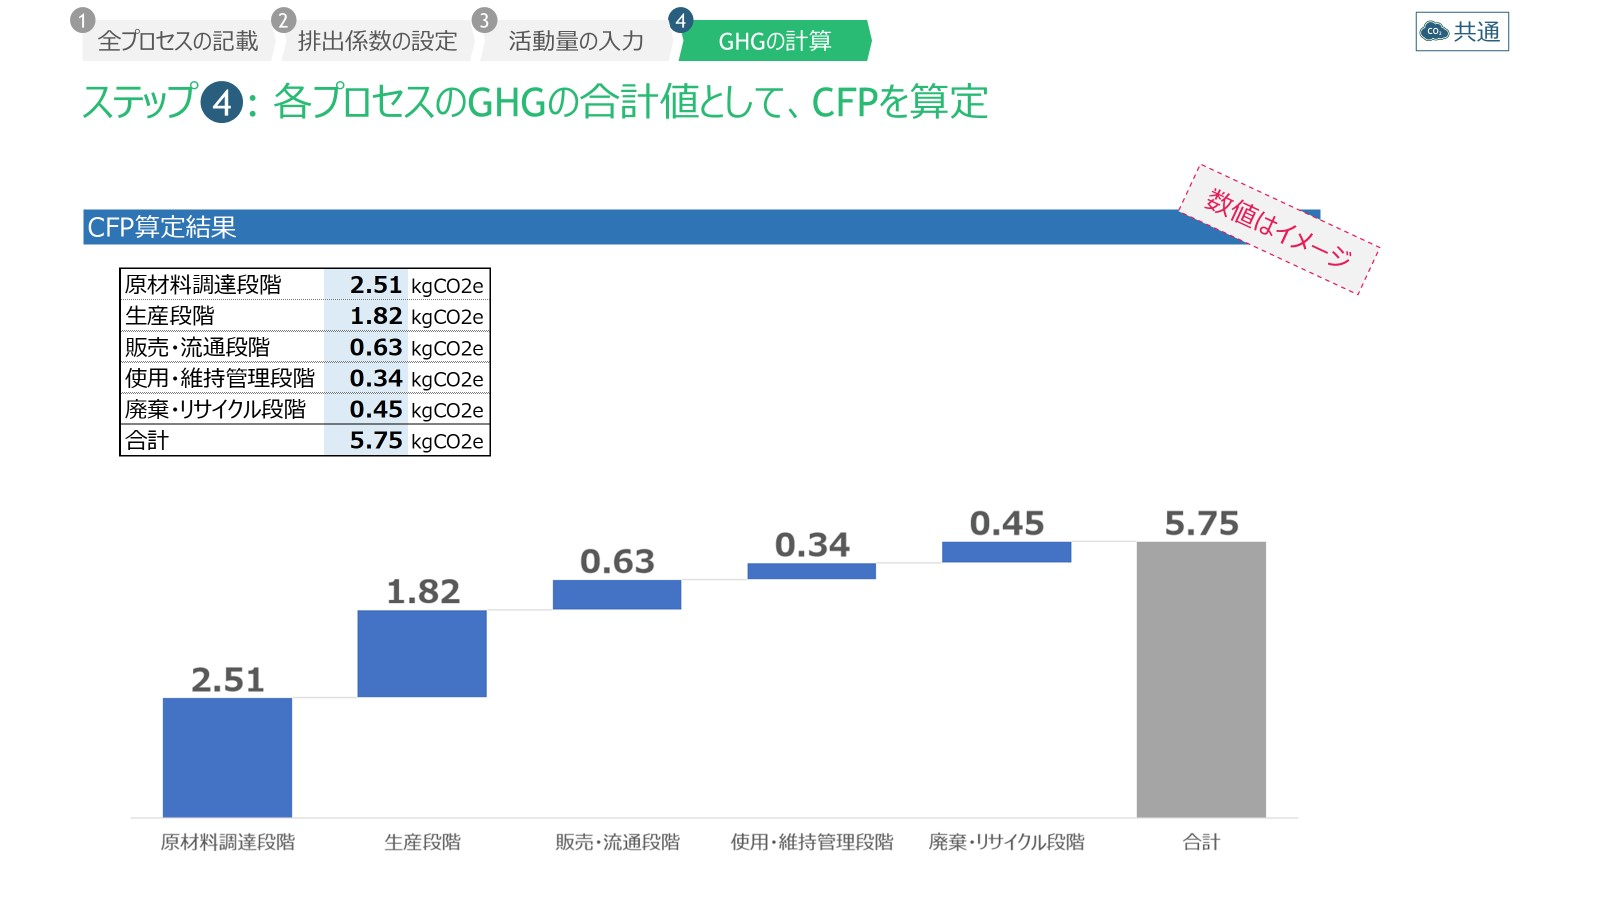 1 全プロセスの記載 2 排出係数の設定 3 活動量の入力 4 GHGの計算
CO₂ 共通
ステップ4: 各プロセスのGHGの合計値として、CFPを算定
数値はイメージ
CFP算定結果
原材料調達段階 2.51 kgCO2e
生産段階 1.82 kgCO2e
販売・流通段階 0.63 kgCO2e
使用・維持管理段階 0.34 kgCO2e
廃棄・リサイクル段階 0.45 kgCO2e
合計 5.75 kgCO2e
2.51 1.82 0.63 0.34 0.45 5.75
原材料調達段階 生産段階 販売・流通段階 使用・維持管理段階 廃棄・リサイクル段階 合計